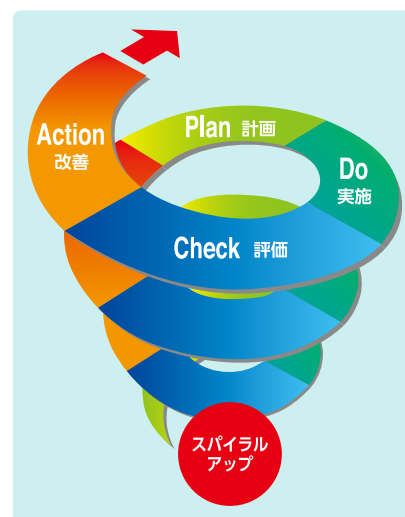 Plan 計画
Action
改善
Do
実施
Check 評価
スパイラル
アップ